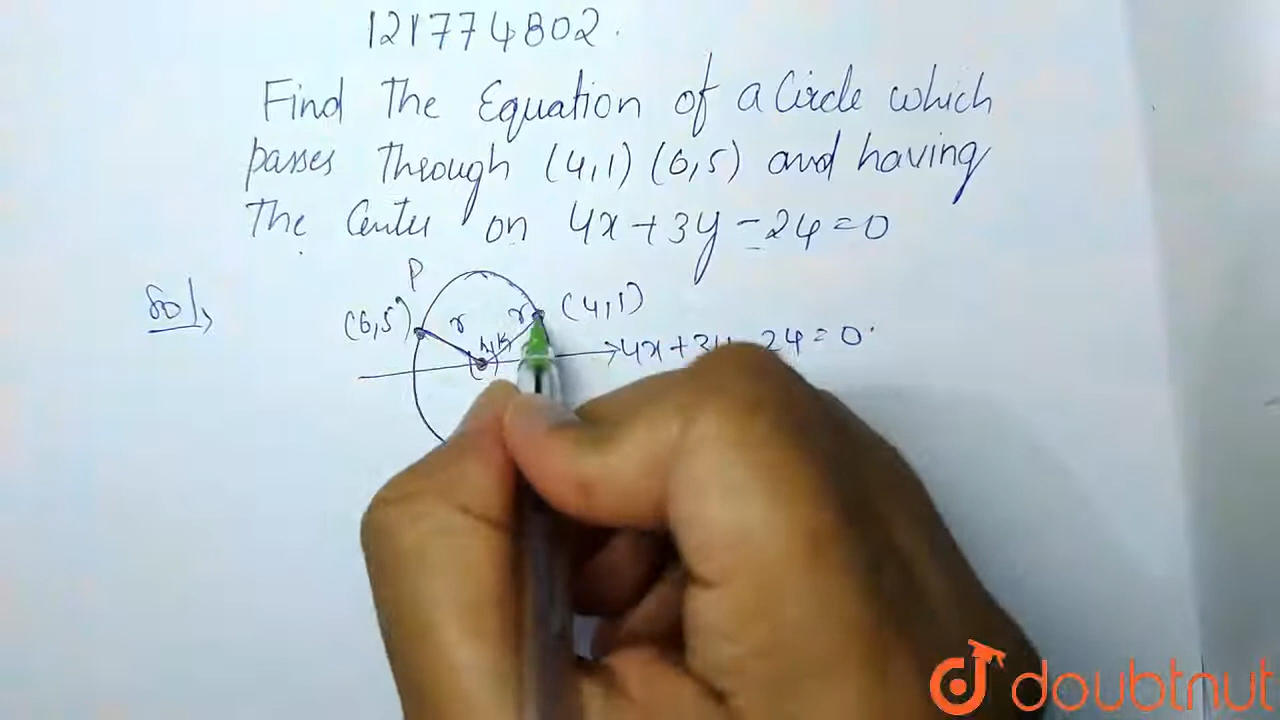 121774802.
Find The Equation of a Circle which
passes Through (4,1) (6,5) and having
The Center on 4x+3y-24=0
Sol,
P
(6,5)
r
r
(4,1)
(h,k)
4x+3y-24=0
doubtnut